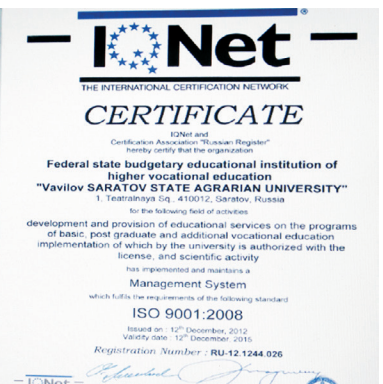 IQNet
®
THE INTERNATIONAL CERTIFICATION NETWORK
CERTIFICATE
IQNet and
Certification Association "Russian Register"
hereby certify that the organization
Federal state budgetary educational institution of
higher vocational education
"Vavilov SARATOV STATE AGRARIAN UNIVERSITY"
1, Teatralnaya Sq., 410012, Saratov, Russia
for the following field of activities
development and provision of educational services on the programs
of basic, post graduate and additional vocational education
implementation of which by the university is authorized with the
license, and scientific activity
has implemented and maintains a
Management System
which fulfils the requirements of the following standard
ISO 9001:2008
Issued on : 12th December, 2012
Validity date : 12th December, 2015
Registration Number : RU-12.1244.026
IQNet